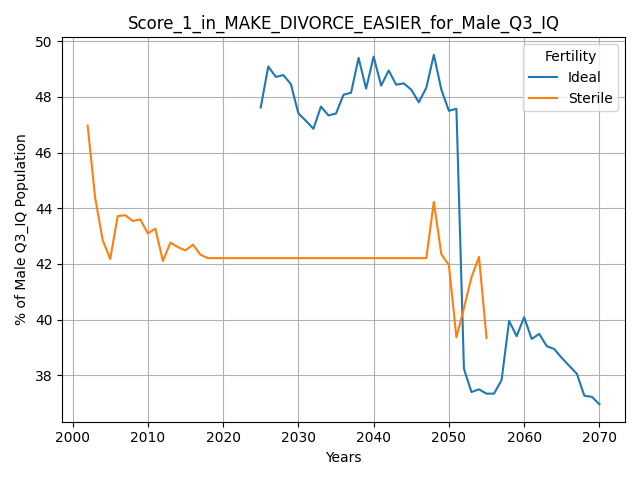 Score_1_in_MAKE_DIVORCE_EASIER_for_Male_Q3_IQ
50
48
46
44
42
40
38
% of Male Q3_IQ Population
Fertility
Ideal
Sterile
2000 2010 2020 2030 2040 2050 2060 2070
Years